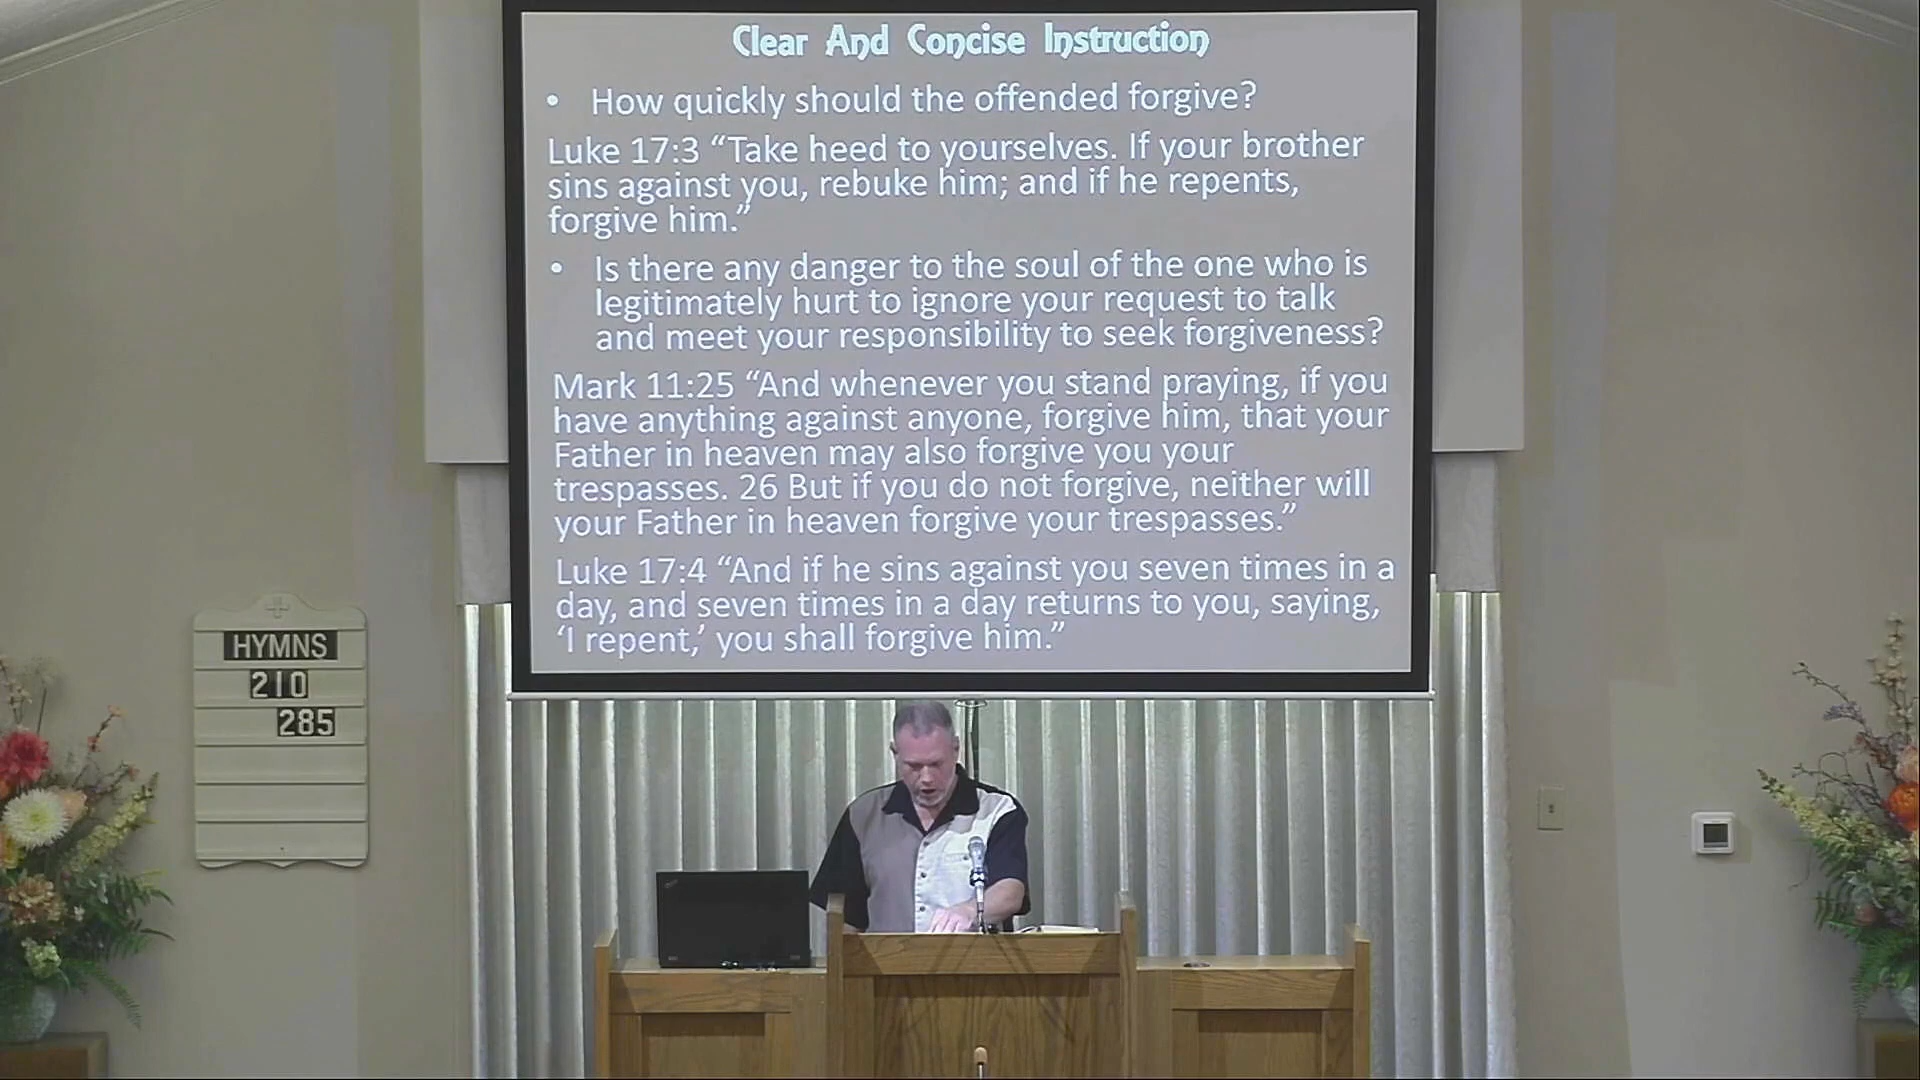 Clear And Concise Instruction
• How quickly should the offended forgive?
Luke 17:3 “Take heed to yourselves. If your brother
sins against you, rebuke him; and if he repents,
forgive him.”
• Is there any danger to the soul of the one who is
legitimately hurt to ignore your request to talk
and meet your responsibility to seek forgiveness?
Mark 11:25 “And whenever you stand praying, if you
have anything against anyone, forgive him, that your
Father in heaven may also forgive you your
trespasses. 26 But if you do not forgive, neither will
your Father in heaven forgive your trespasses.”
Luke 17:4 “And if he sins against you seven times in a
day, and seven times in a day returns to you, saying,
‘I repent,’ you shall forgive him.”
HYMNS
210
285